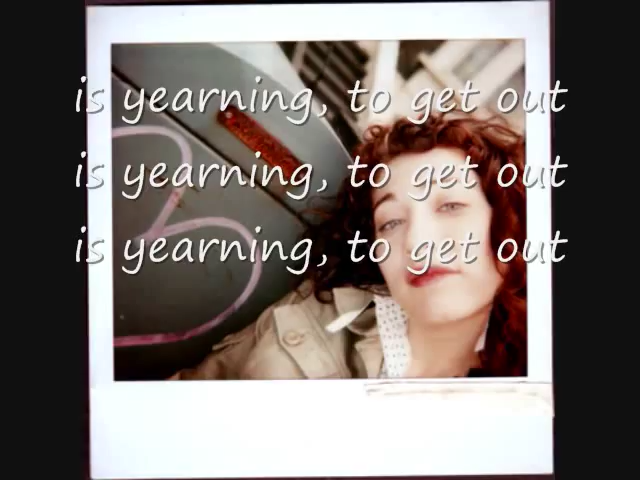 is yearning, to get out
is yearning, to get out
is yearning, to get out